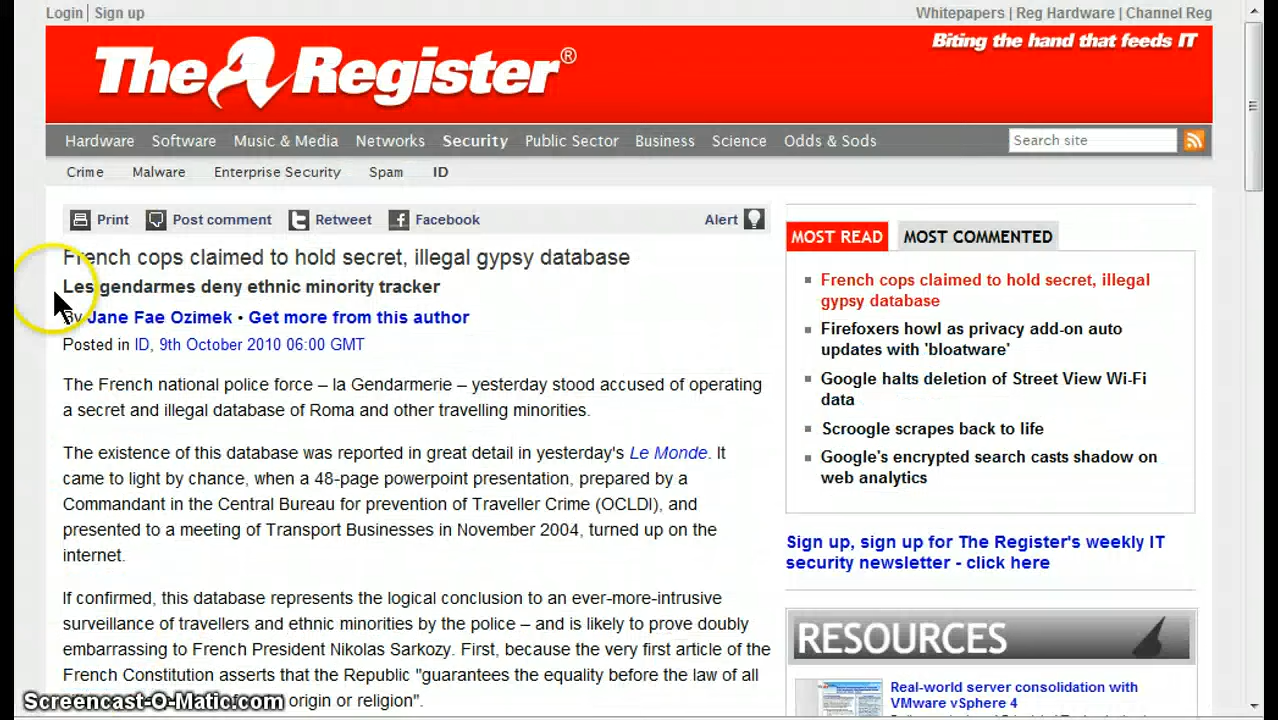 Login Sign up
Whitepapers | Reg Hardware | Channel Reg
The Register®
Biting the hand that feeds IT
Hardware Software Music & Media Networks Security Public Sector Business Science Odds & Sods
Search site
Crime Malware Enterprise Security Spam ID
Print Post comment Retweet Facebook Alert
French cops claimed to hold secret, illegal gypsy database
Les gendarmes deny ethnic minority tracker
By Jane Fae Ozimek • Get more from this author
Posted in ID, 9th October 2010 06:00 GMT
The French national police force – la Gendarmerie – yesterday stood accused of operating
a secret and illegal database of Roma and other travelling minorities.
The existence of this database was reported in great detail in yesterday's Le Monde. It
came to light by chance, when a 48-page powerpoint presentation, prepared by a
Commandant in the Central Bureau for prevention of Traveller Crime (OCLDI), and
presented to a meeting of Transport Businesses in November 2004, turned up on the
internet.
If confirmed, this database represents the logical conclusion to an ever-more-intrusive
surveillance of travellers and ethnic minorities by the police – and is likely to prove doubly
embarrassing to French President Nikolas Sarkozy. First, because the very first article of the
French Constitution asserts that the Republic "guarantees the equality before the law of all
origin or religion".
MOST READ MOST COMMENTED
French cops claimed to hold secret, illegal
gypsy database
Firefoxers howl as privacy add-on auto
updates with 'bloatware'
Google halts deletion of Street View Wi-Fi
data
Scroogle scrapes back to life
Google's encrypted search casts shadow on
web analytics
Sign up, sign up for The Register's weekly IT
security newsletter - click here
RESOURCES
Real-world server consolidation with
VMware vSphere 4
Screencast-O-Matic.com